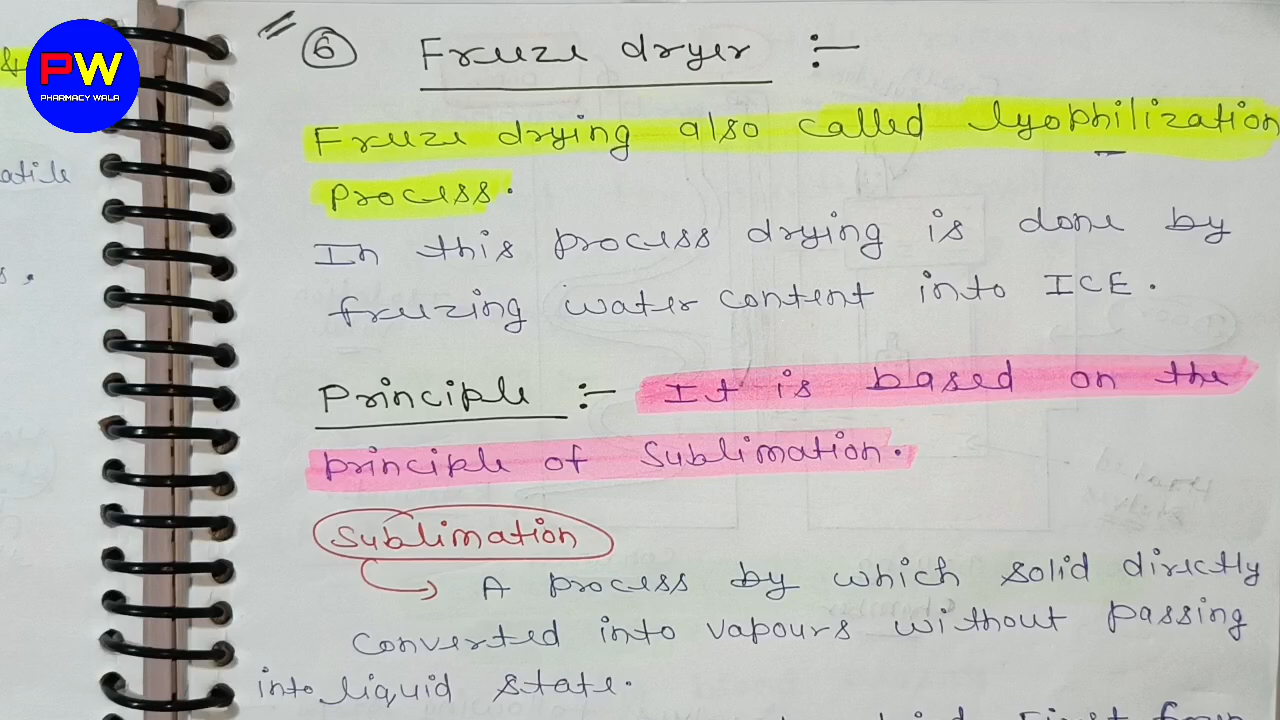 &
PW
PHARMACY WALA
atile
s,
⑥ Freeze dryer :-
Freeze drying also called lyophilization
process.
In this process drying is done by
freezing water content into ICE.
Principle :- It is based on the
principle of Sublimation.
Sublimation
→ A process by which solid directly
converted into vapours without passing
into liquid state.